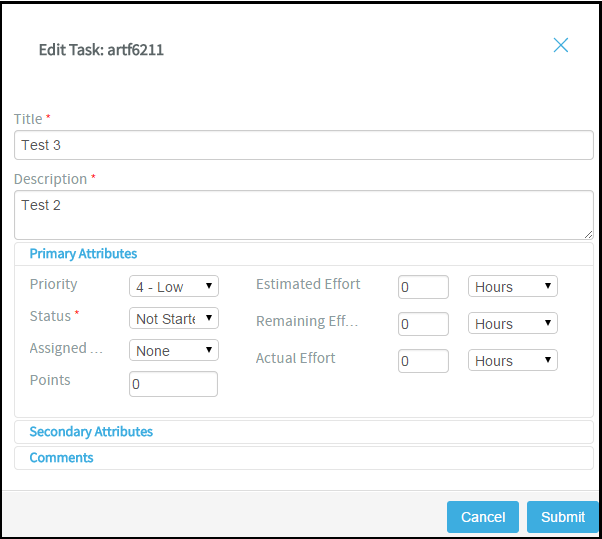 Edit Task: artf6211
Title *
Test 3
Description *
Test 2
Primary Attributes
Priority 4 - Low Estimated Effort 0 Hours
Status * Not Starte Remaining Eff... 0 Hours
Assigned ... None Actual Effort 0 Hours
Points 0
Secondary Attributes
Comments
Cancel Submit